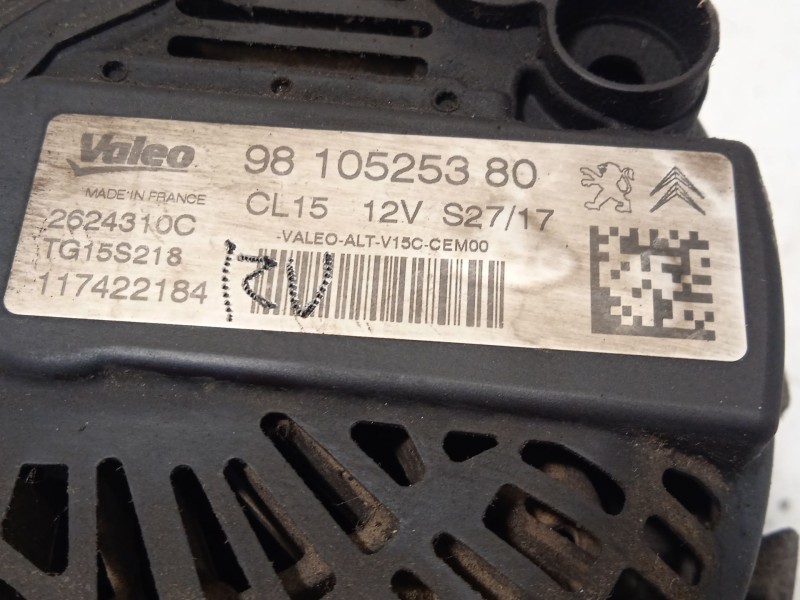 Valeo
98 105253 80
MADE IN FRANCE
CL15 12V S27/17
2624310C
-VALEO-ALT-V15C-CEM00
TG15S218
117422184